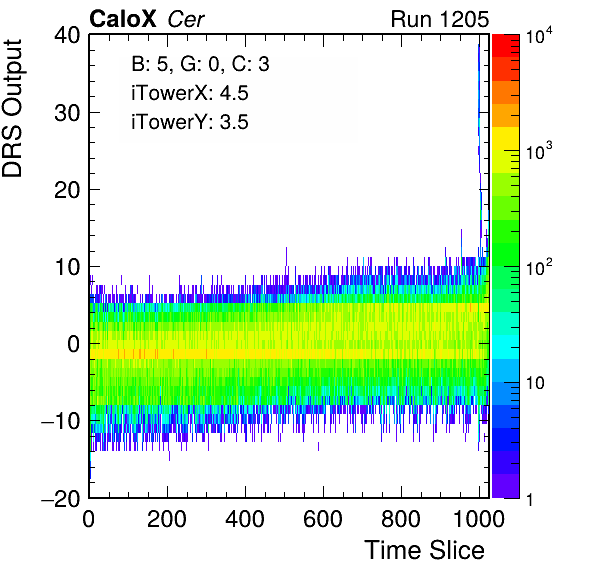 CaloX Cer Run 1205
B: 5, G: 0, C: 3
iTowerX: 4.5
iTowerY: 3.5
DRS Output
40
30
20
10
0
−10
−20
0 200 400 600 800 1000
Time Slice
10^4
10^3
10^2
10
1